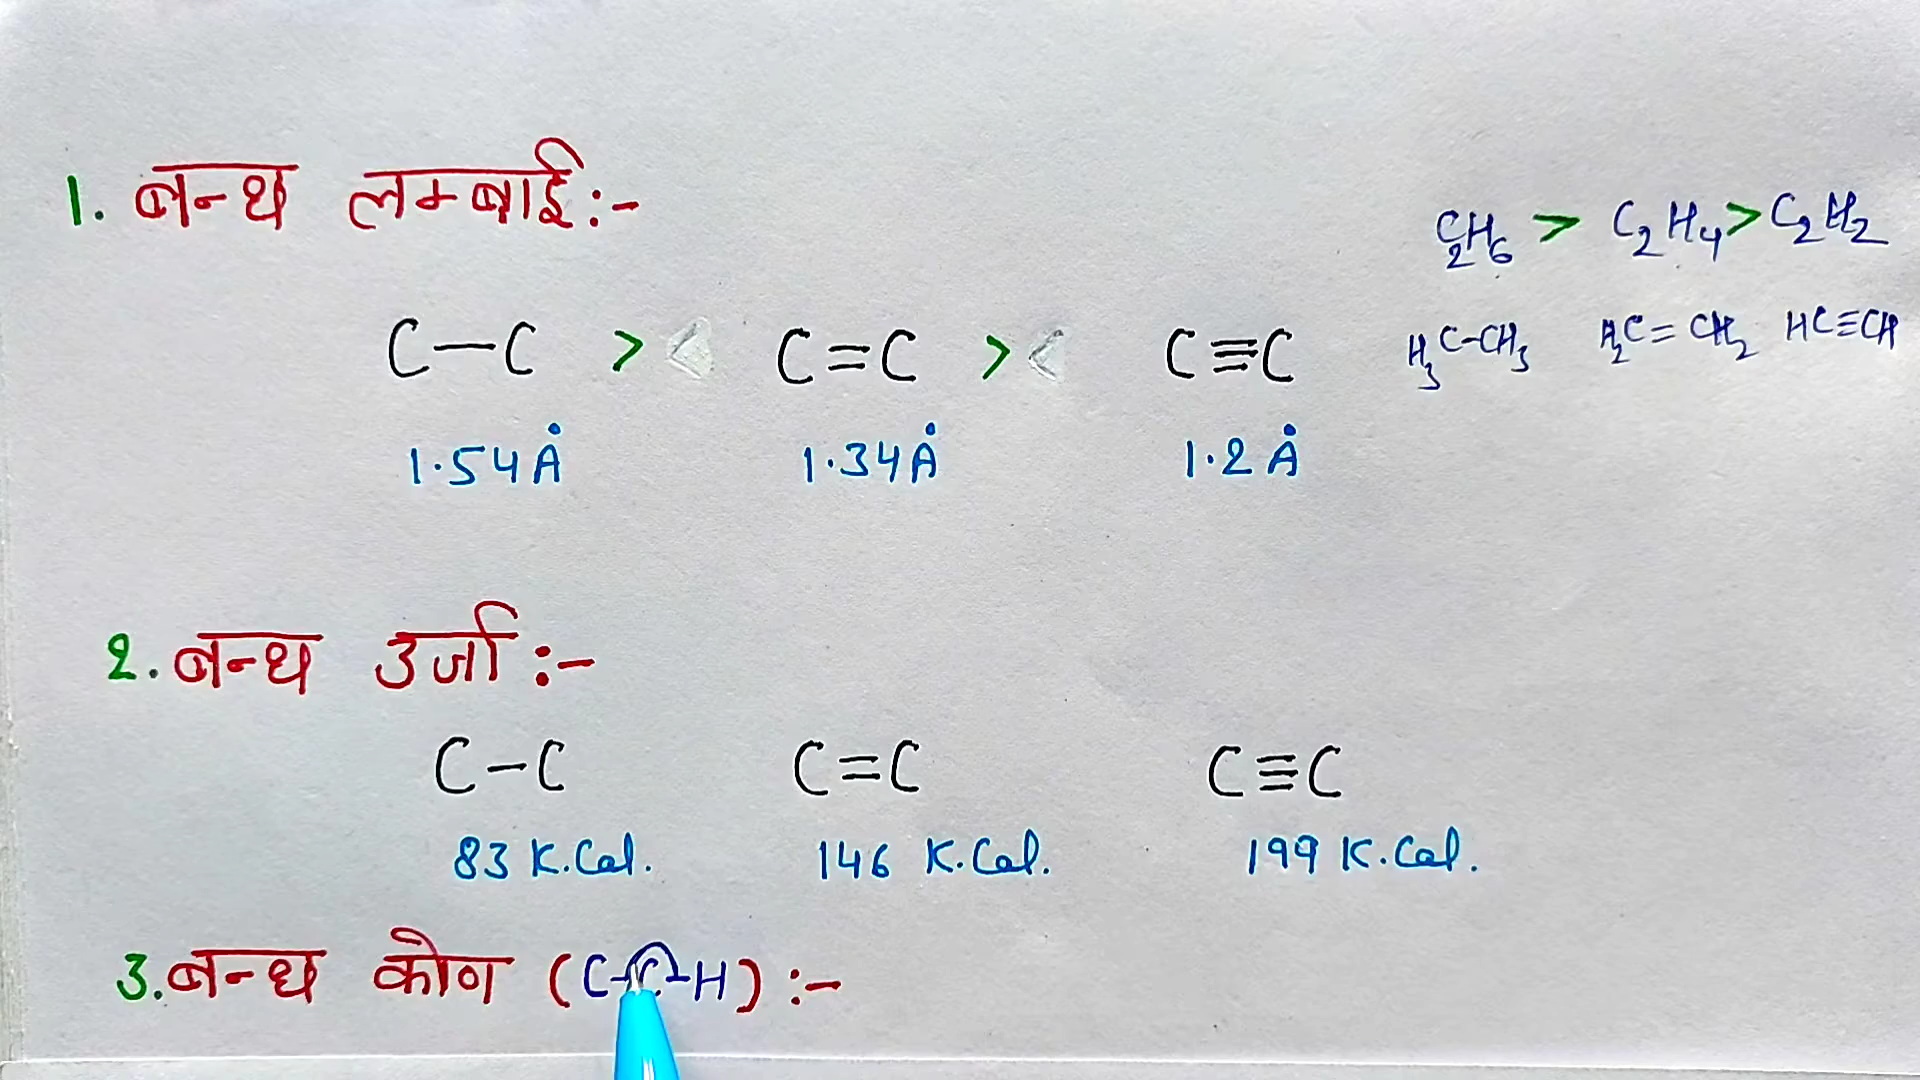 1. बन्ध लम्बाई:-
C₂H₆ > C₂H₄ > C₂H₂
C-C > < C=C > < C≡C
H₃C-CH₃ H₂C=CH₂ HC≡CH
1.54Å 1.34Å 1.2Å
2. बन्ध उर्जा:-
C-C C=C C≡C
83 K.Cal. 146 K.Cal. 199 K.Cal.
3. बन्ध कोण (C-C-H):-